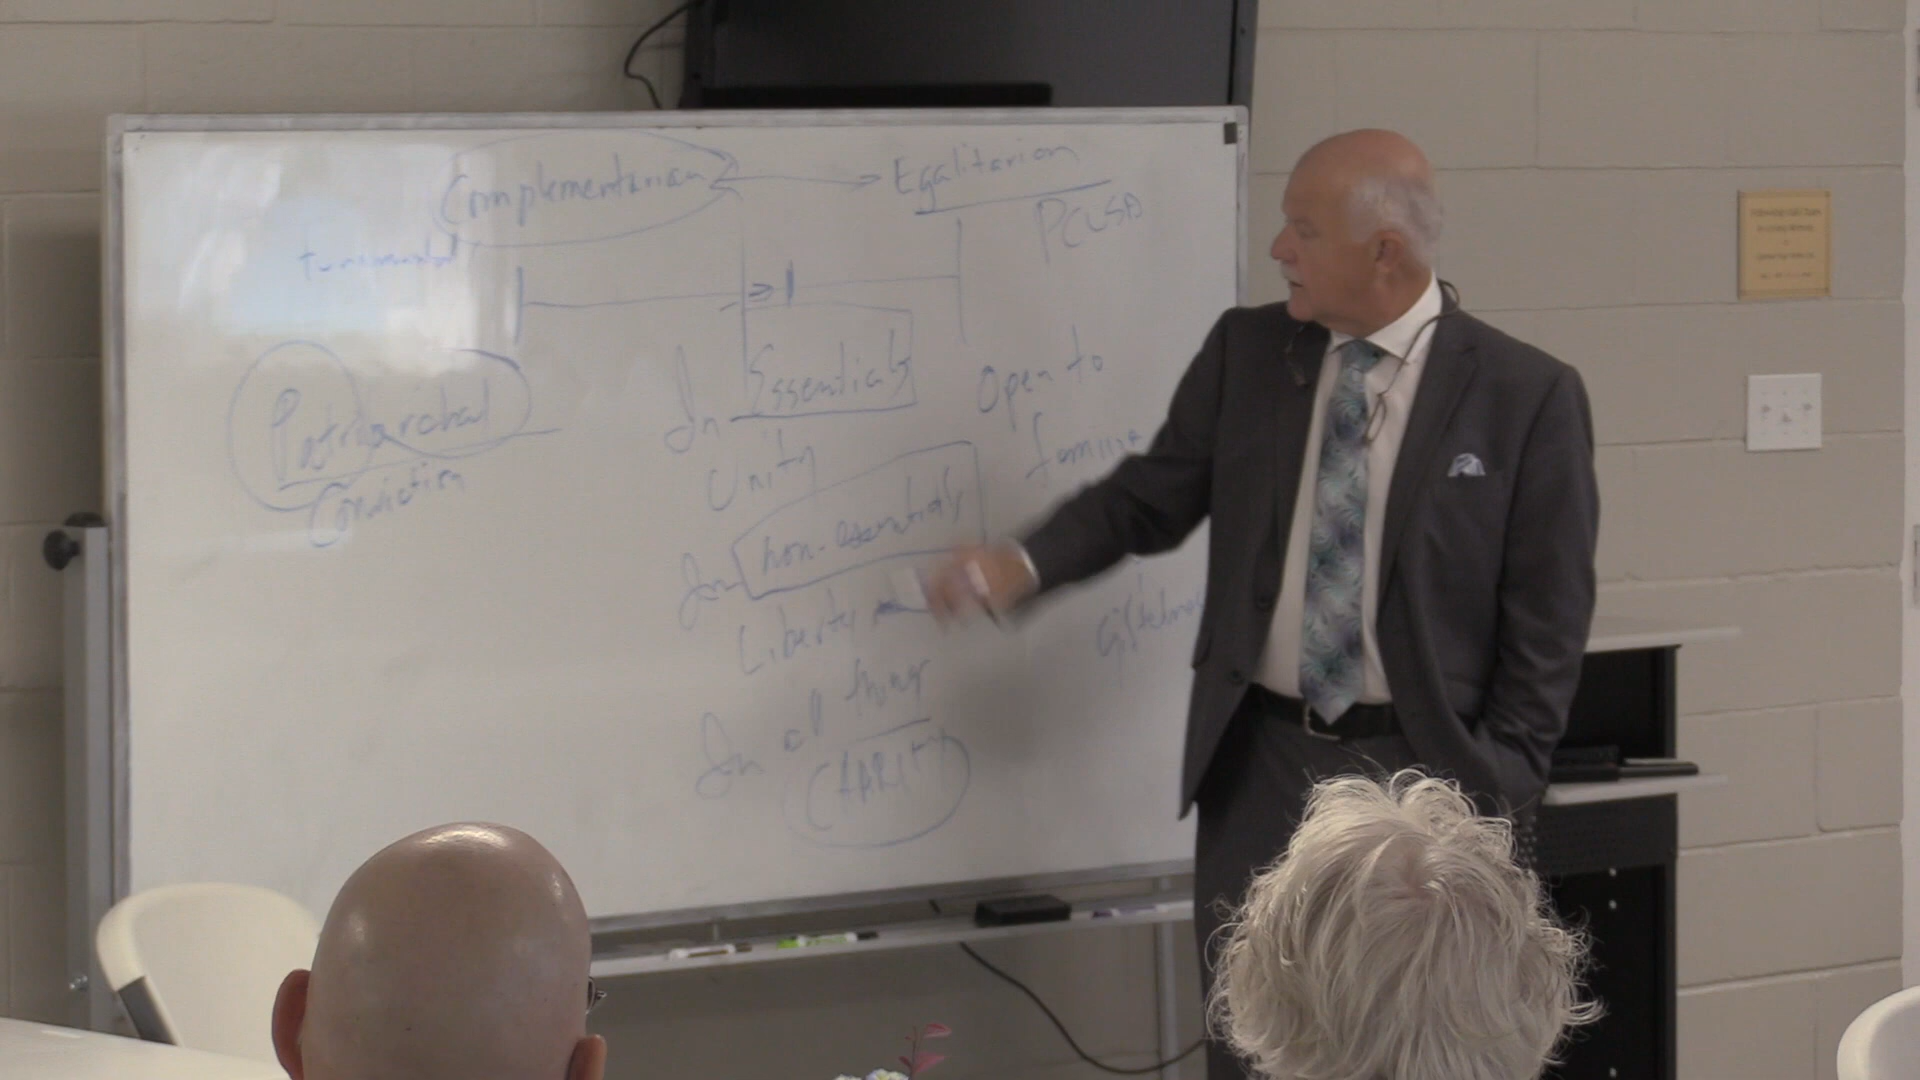 Complementarian Egalitarian
PCUSA
Patriarchal
Conviction
In Essentials
Unity
Open to
In non-essentials
Liberty
In all things
CHARITY